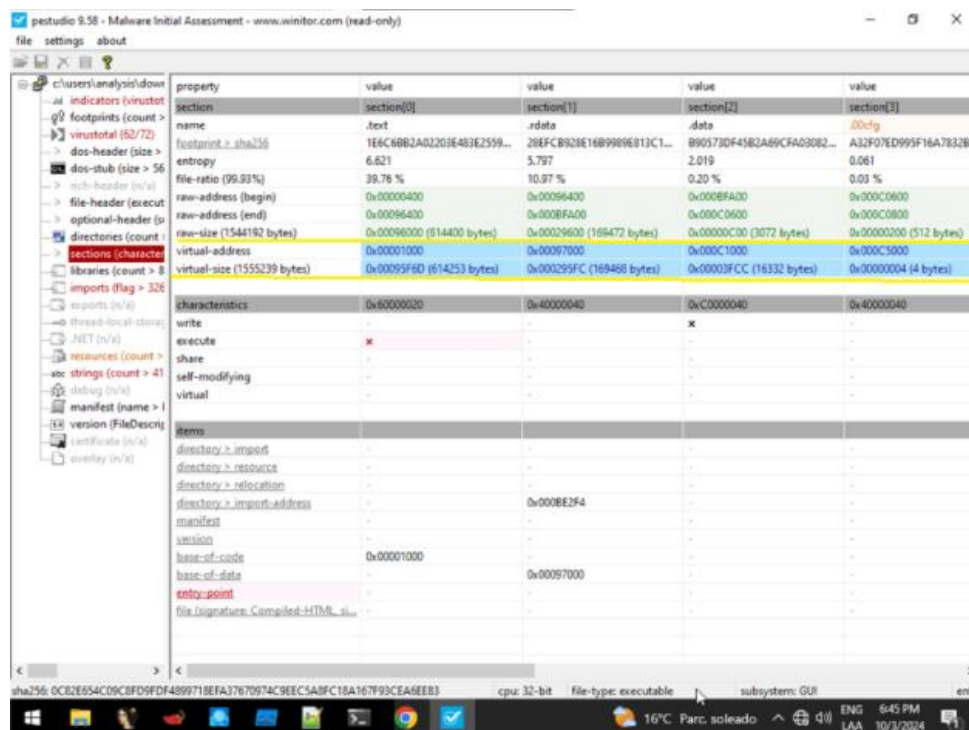 pestudio 9.58 - Malware Initial Assessment - www.winitor.com (read-only)
file settings about
c:\users\analysis\down
indicators (virustot
footprints (count >
virustotal (62/72)
dos-header (size >
dos-stub (size > 56
rich-header (n/a)
file-header (execut
optional-header (s
directories (count
sections (character
libraries (count > 8
imports (flag > 326
exports (n/a)
thread-local-storag
.NET (n/a)
resources (count >
abc strings (count > 41
debug (n/a)
manifest (name > I
version (FileDescrip
certificate (n/a)
overlay (n/a)
property value value value value
section section[0] section[1] section[2] section[3]
name .text .rdata .data .00cfg
footprint > sha256 1E6C6BB2A02203E483E2559... 28EFCB928E16B9989E813C1... B90573DF45B2A69CFA03082... A32F07ED995F16A7832B
entropy 6.621 5.797 2.019 0.061
file-ratio (99.93%) 39.76 % 10.97 % 0.20 % 0.03 %
raw-address (begin) 0x00000400 0x00096400 0x000BFA00 0x000C0600
raw-address (end) 0x00096400 0x000BFA00 0x000C0600 0x000C0800
raw-size (1544192 bytes) 0x00096000 (614400 bytes) 0x00029600 (169472 bytes) 0x00000C00 (3072 bytes) 0x00000200 (512 bytes)
virtual-address 0x00001000 0x00097000 0x000C1000 0x000C5000
virtual-size (1555239 bytes) 0x00095F6D (614253 bytes) 0x000295FC (169468 bytes) 0x00003FCC (16332 bytes) 0x00000004 (4 bytes)
characteristics 0x60000020 0x40000040 0xC0000040 0x40000040
write - - x -
execute x - - -
share - - - -
self-modifying - - - -
virtual - - - -
items
directory > import - - - -
directory > resource - - - -
directory > relocation - - - -
directory > import-address - 0x000BE2F4 - -
manifest - - - -
version - - - -
base-of-code 0x00001000 - - -
base-of-data - 0x00097000 - -
entry-point - - - -
file (signature: Compiled-HTML, si... - - - -
sha256: 0C82E654C09C8FD9FDF4899718EFA37670974C9EEC5A8FC18A167F93CEA6EE83 cpu: 32-bit file-type: executable subsystem: GUI en
16°C Parc. soleado ENG 6:45 PM
LAA 10/3/2024